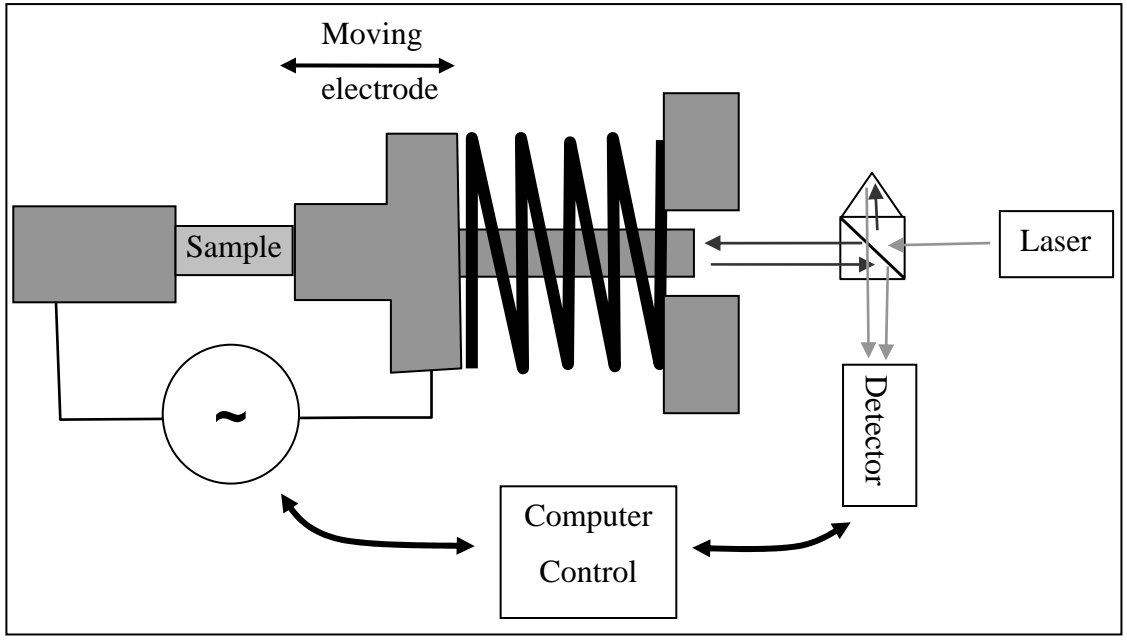 Moving
electrode
Sample
Laser
~
Detector
Computer
Control